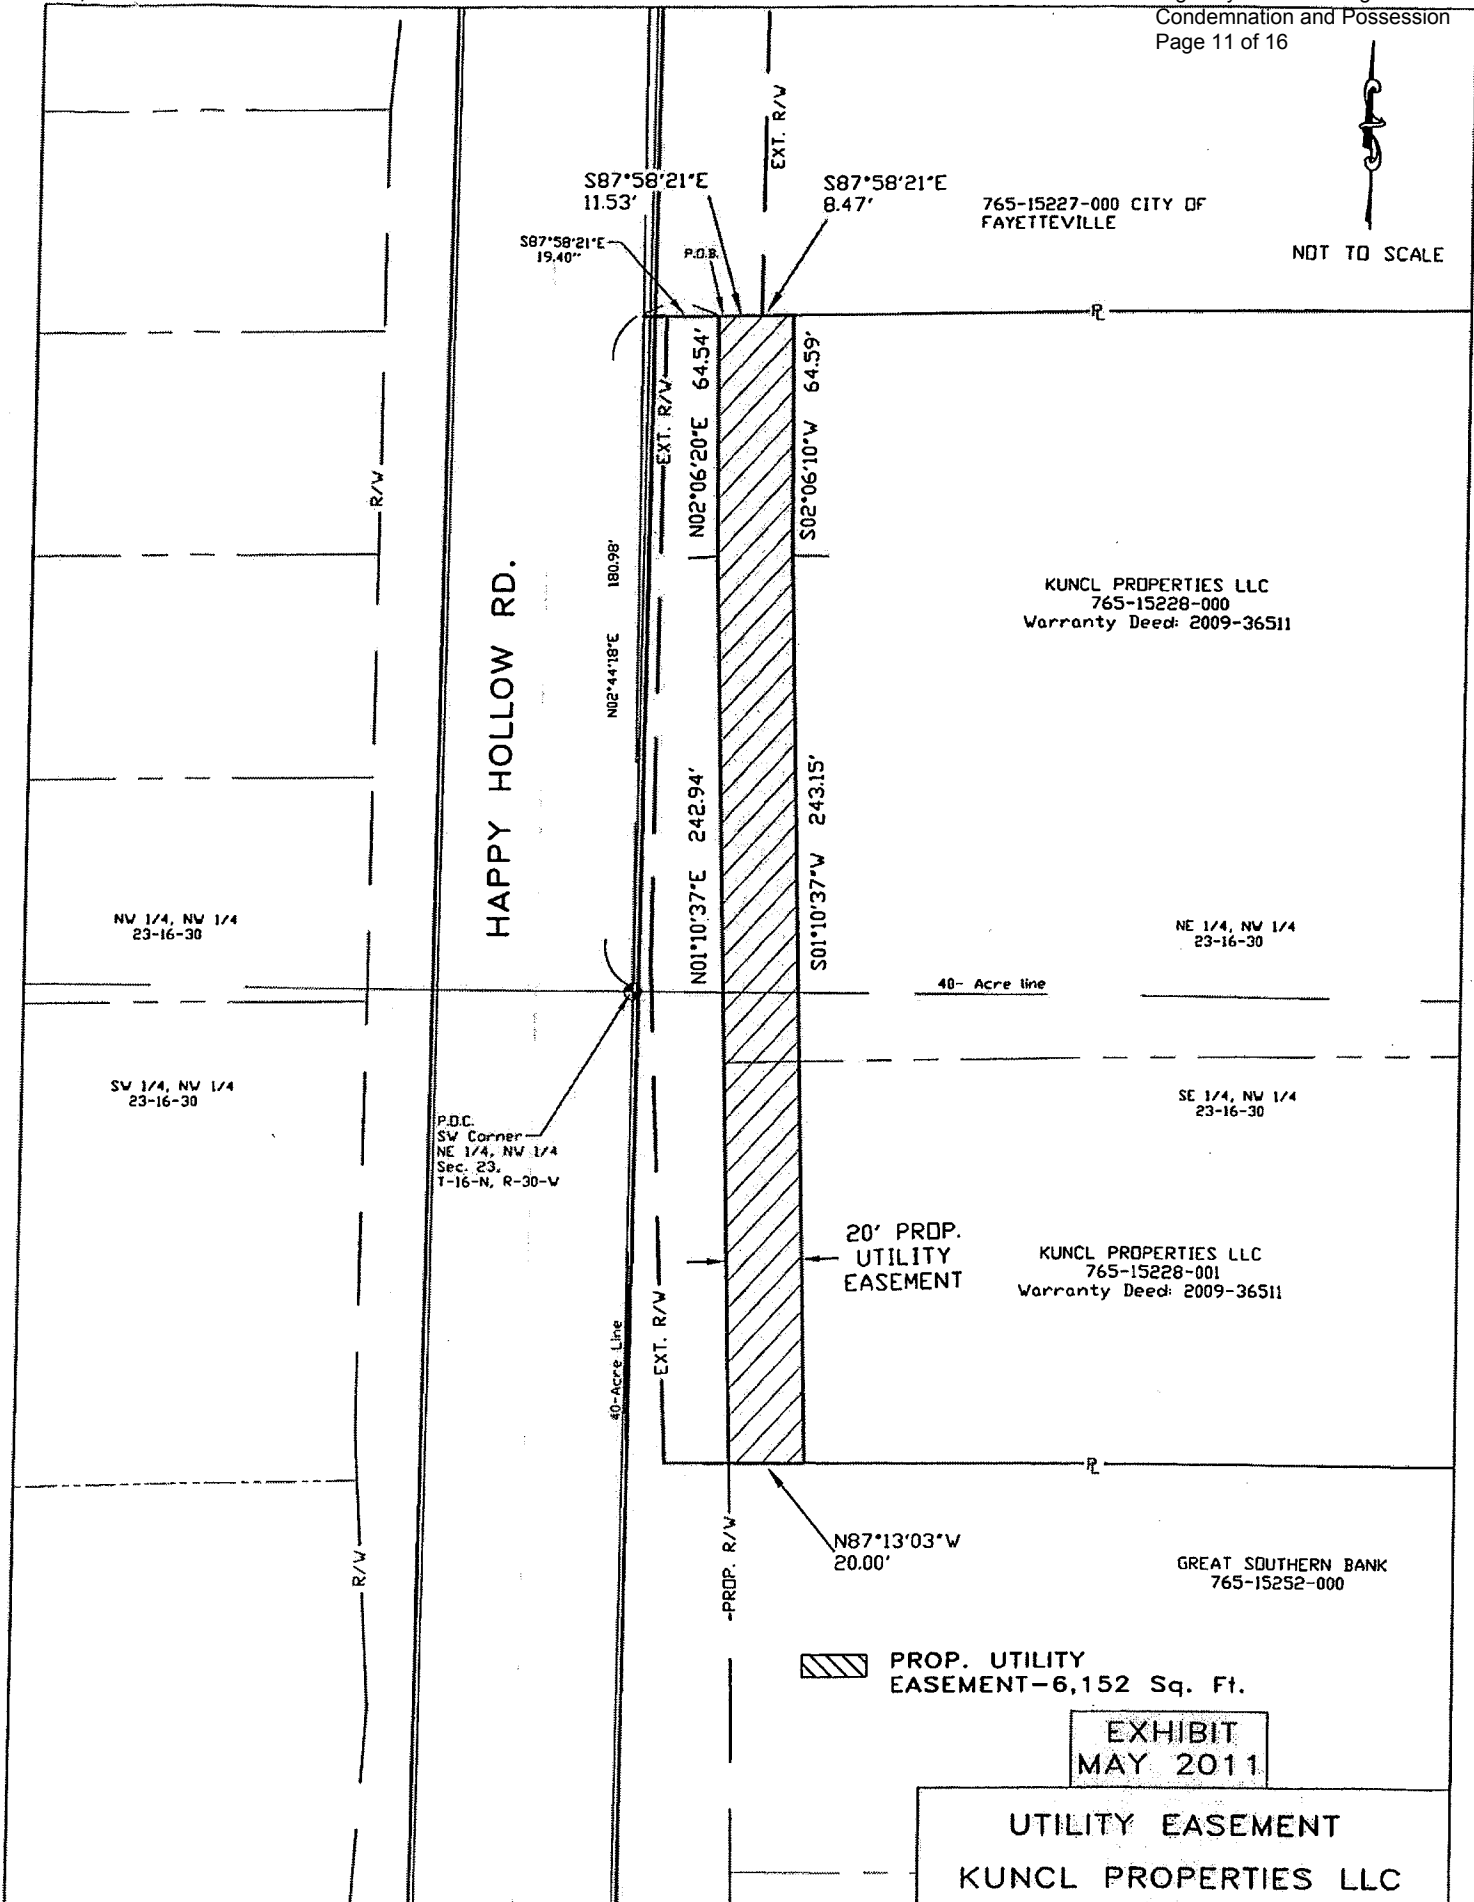 Condemnation and Possession
Page 11 of 16
EXT. R/W
S87°58'21"E
11.53'
S87°58'21"E
8.47'
765-15227-000 CITY OF
FAYETTEVILLE
NOT TO SCALE
S87°58'21"E
19.40"
P.O.B.
PL
EXT. R/W
N02°06'20"E 64.54'
S02°06'10"W 64.59'
R/W
HAPPY HOLLOW RD.
N02°44'18"E 180.98'
KUNCL PROPERTIES LLC
765-15228-000
Warranty Deed: 2009-36511
N01°10'37"E 242.94'
S01°10'37"W 243.15'
NW 1/4, NW 1/4
23-16-30
NE 1/4, NW 1/4
23-16-30
40- Acre line
SW 1/4, NW 1/4
23-16-30
SE 1/4, NW 1/4
23-16-30
P.O.C.
SW Corner
NE 1/4, NW 1/4
Sec. 23,
T-16-N, R-30-W
20' PROP.
UTILITY
EASEMENT
KUNCL PROPERTIES LLC
765-15228-001
Warranty Deed: 2009-36511
EXT. R/W
40-Acre Line
PL
R/W
PROP. R/W
N87°13'03"W
20.00'
GREAT SOUTHERN BANK
765-15252-000
PROP. UTILITY
EASEMENT-6,152 Sq. Ft.
EXHIBIT
MAY 2011
UTILITY EASEMENT
KUNCL PROPERTIES LLC